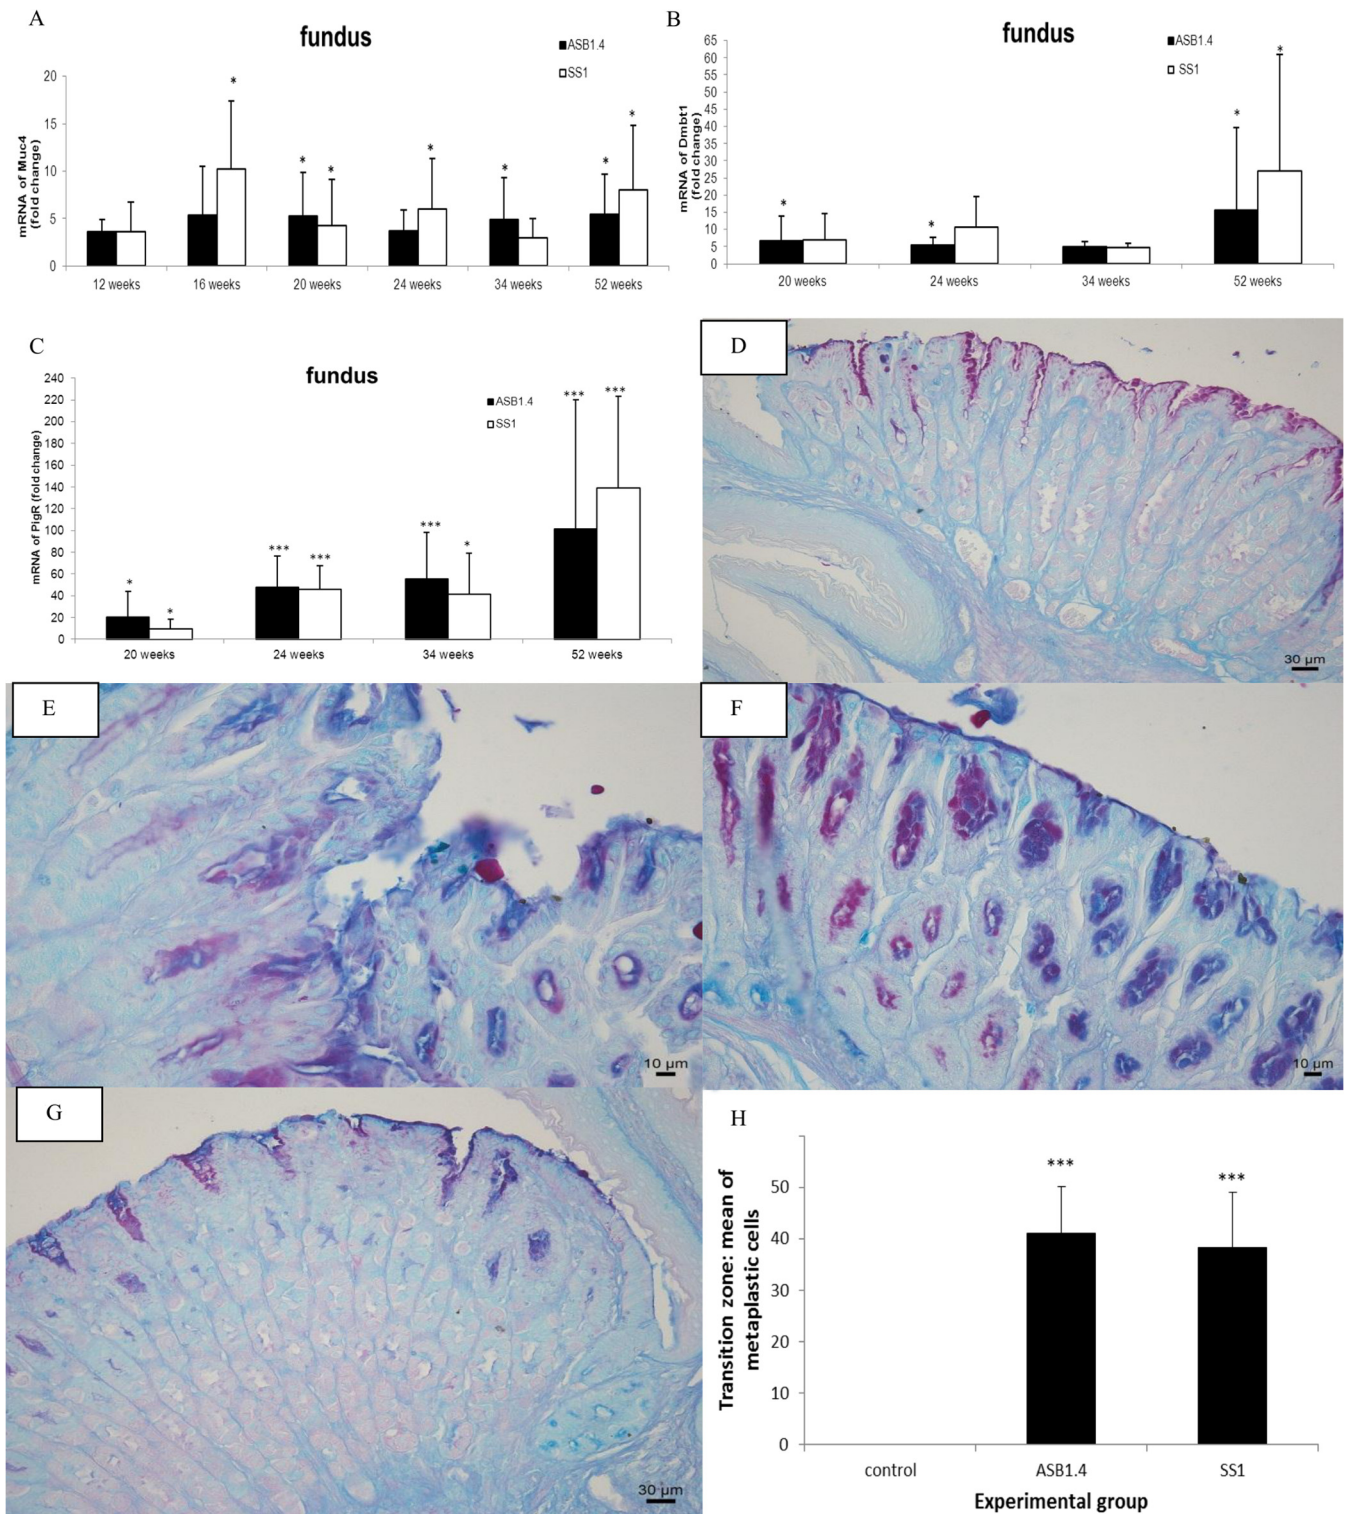 A
fundus
ASB1.4
SS1
mRNA of Muc4
(fold change)
20
15
10
5
0
*
*
*
*
*
*
*
12 weeks
16 weeks
20 weeks
24 weeks
34 weeks
52 weeks
B
fundus
ASB1.4
SS1
mRNA of Dmbt1
(fold change)
65
60
55
50
45
40
35
30
25
20
15
10
5
0
*
*
*
*
20 weeks
24 weeks
34 weeks
52 weeks
C
fundus
ASB1.4
SS1
mRNA of PigR (fold change)
240
220
200
180
160
140
120
100
80
60
40
20
0
*
*
***
***
***
*
***
***
20 weeks
24 weeks
34 weeks
52 weeks
D
30 µm
E
10 µm
F
10 µm
G
30 µm
H
Transition zone: mean of
metaplastic cells
50
40
30
20
10
0
***
***
control
ASB1.4
SS1
Experimental group